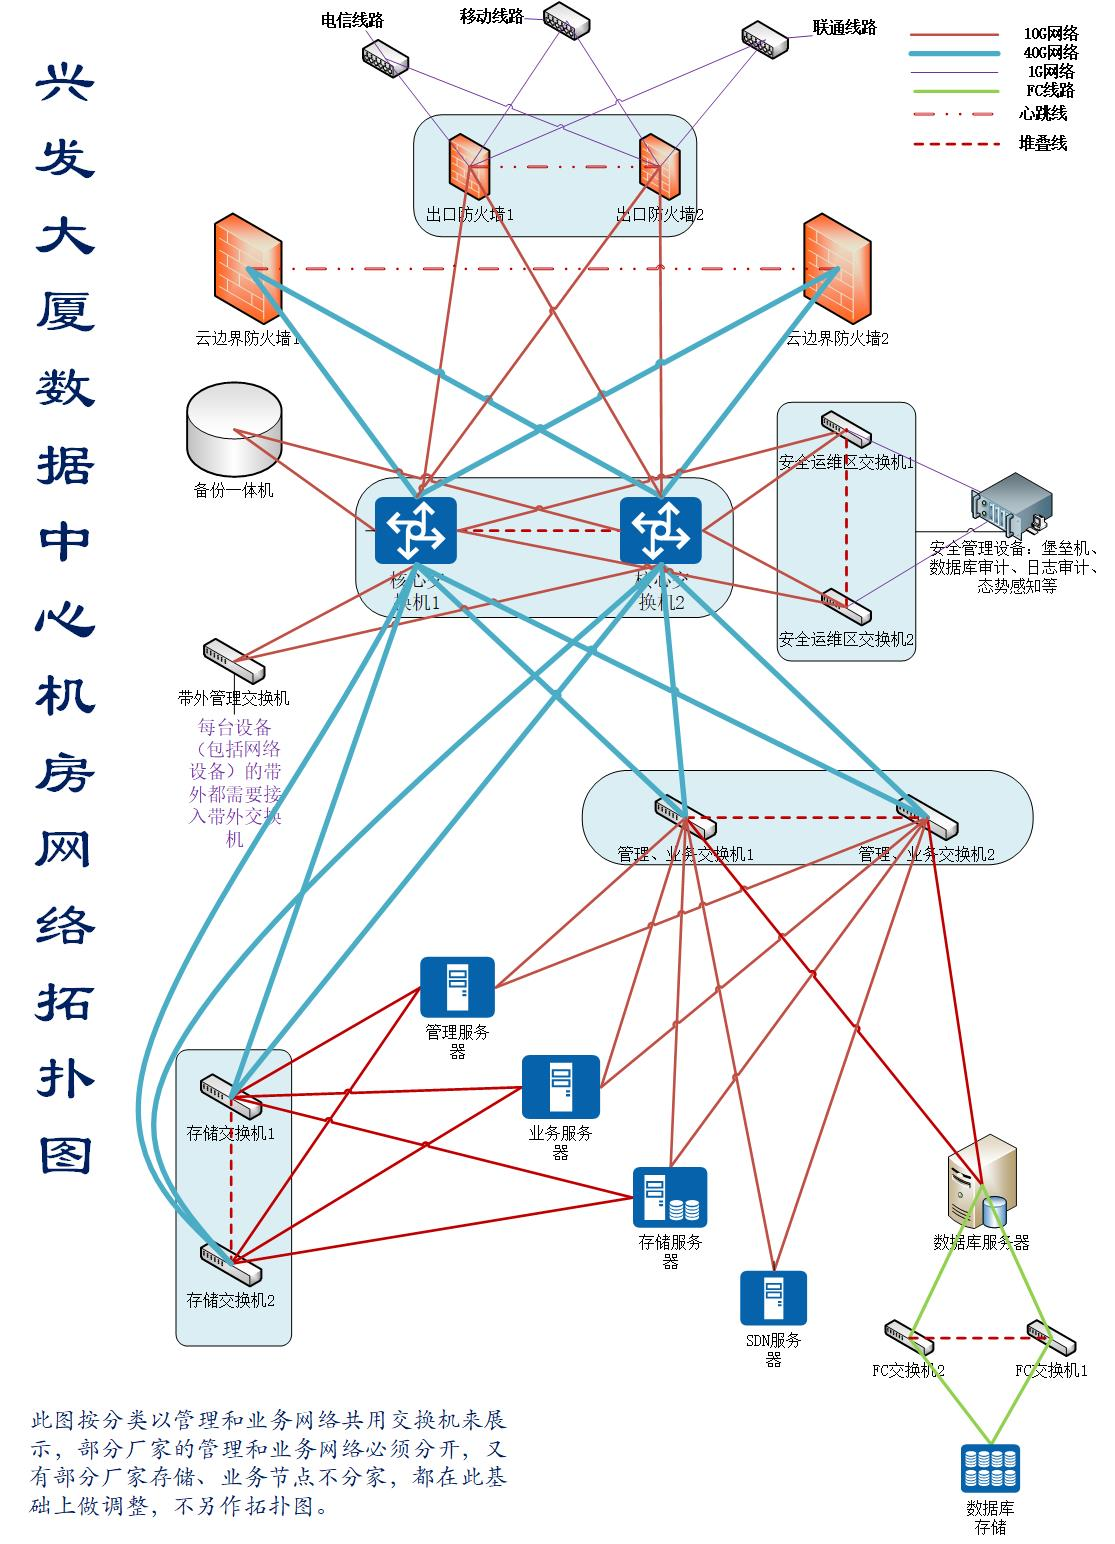 兴发大厦数据中心机房网络拓扑图
电信线路
移动线路
联通线路
10G网络
40G网络
1G网络
FC线路
心跳线
堆叠线
出口防火墙1
出口防火墙2
云边界防火墙1
云边界防火墙2
备份一体机
核心交
换机1
核心交
换机2
安全运维区交换机1
安全运维区交换机2
安全管理设备：堡垒机、
数据库审计、日志审计、
态势感知等
带外管理交换机
每台设备
（包括网络
设备）的带
外都需要接
入带外交换
机
管理、业务交换机1
管理、业务交换机2
管理服务
器
业务服务
器
存储服务
器
SDN服务
器
存储交换机1
存储交换机2
数据库服务器
FC交换机2
FC交换机1
数据库
存储
此图按分类以管理和业务网络共用交换机来展
示，部分厂家的管理和业务网络必须分开，又
有部分厂家存储、业务节点不分家，都在此基
础上做调整，不另作拓扑图。